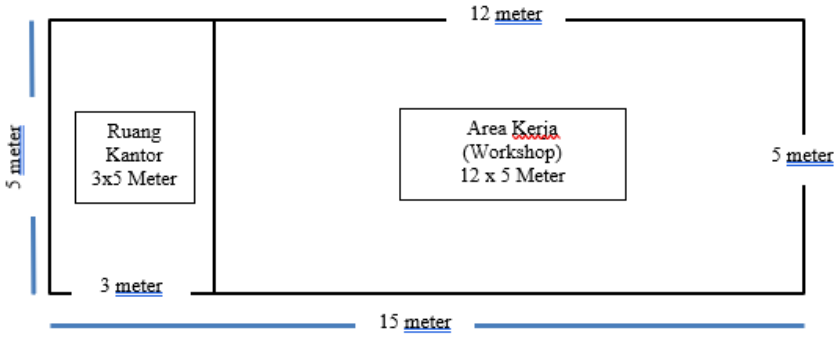 12 meter
5 meter
Ruang
Kantor
3x5 Meter
Area Kerja
(Workshop)
12 x 5 Meter
5 meter
3 meter
15 meter